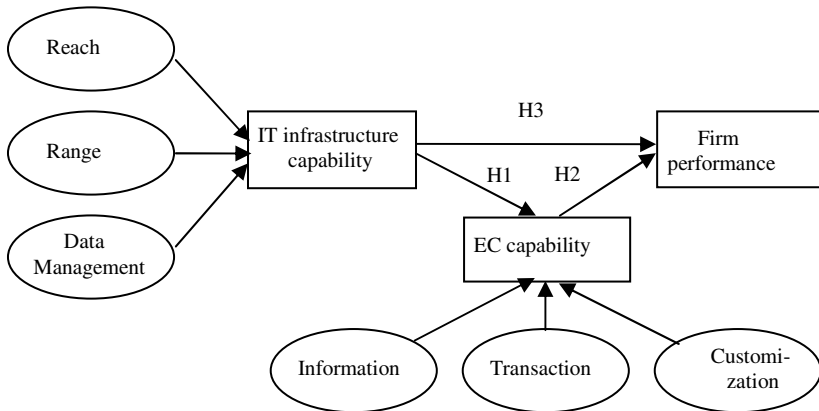 Reach
Range
Data
Management
IT infrastructure
capability
H3
H1
H2
Firm
performance
EC capability
Information
Transaction
Customi-
zation